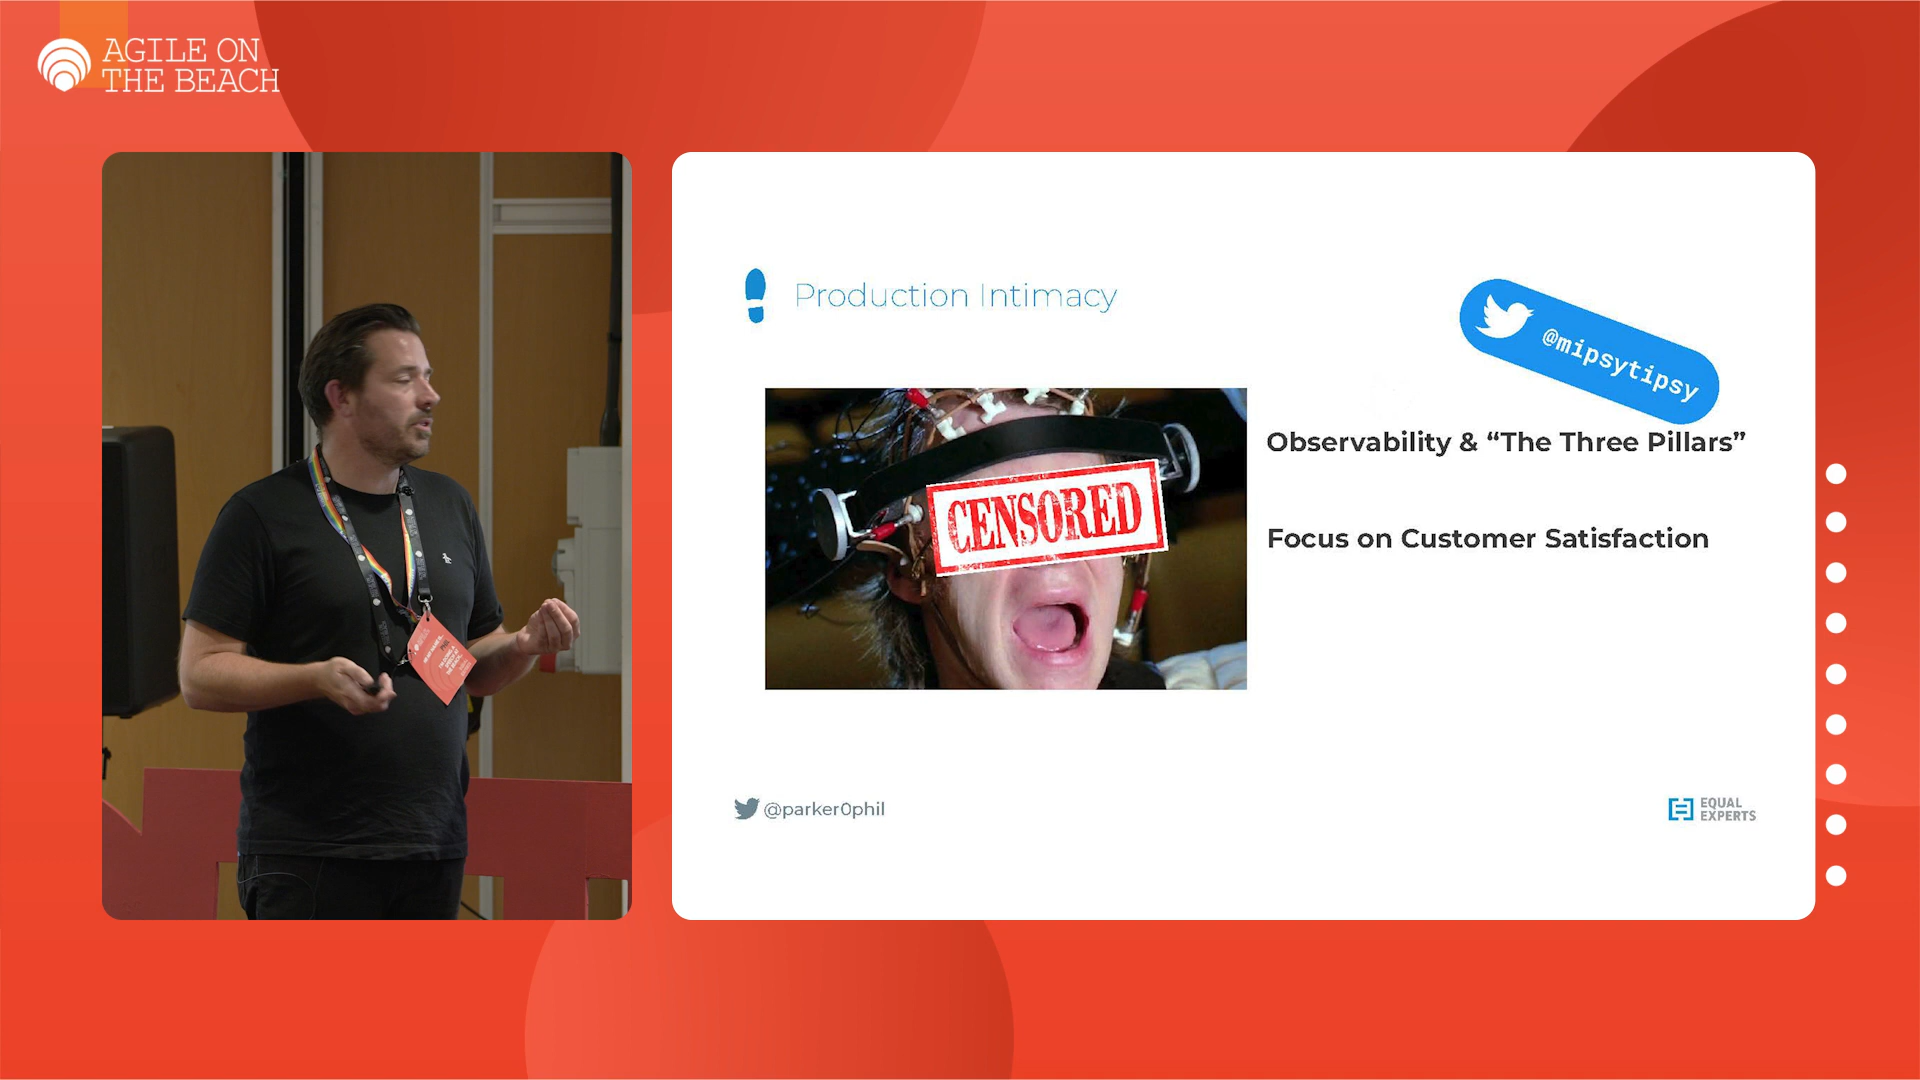 AGILE ON
THE BEACH
Production Intimacy
@mipsytipsy
Observability & “The Three Pillars”
CENSORED
Focus on Customer Satisfaction
@parker0phil
EQUAL
EXPERTS